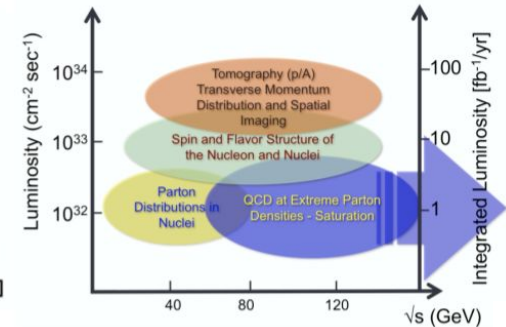 Luminosity (cm⁻² sec⁻¹)
10³⁴
10³³
10³²
Tomography (p/A)
Transverse Momentum
Distribution and Spatial
Imaging
Spin and Flavor Structure of
the Nucleon and Nuclei
Parton
Distributions in
Nuclei
QCD at Extreme Parton
Densities - Saturation
100
10
1
Integrated Luminosity [fb⁻¹/yr]
40
80
120
√s (GeV)
]